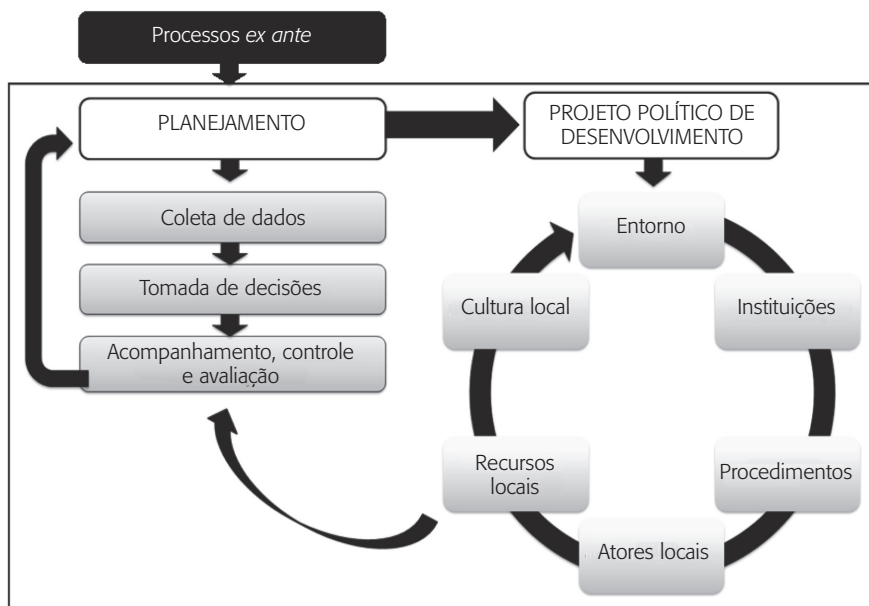 Processos ex ante
PLANEJAMENTO
PROJETO POLÍTICO DE
DESENVOLVIMENTO
Coleta de dados
Tomada de decisões
Acompanhamento, controle
e avaliação
Entorno
Instituições
Procedimentos
Atores locais
Recursos
locais
Cultura local